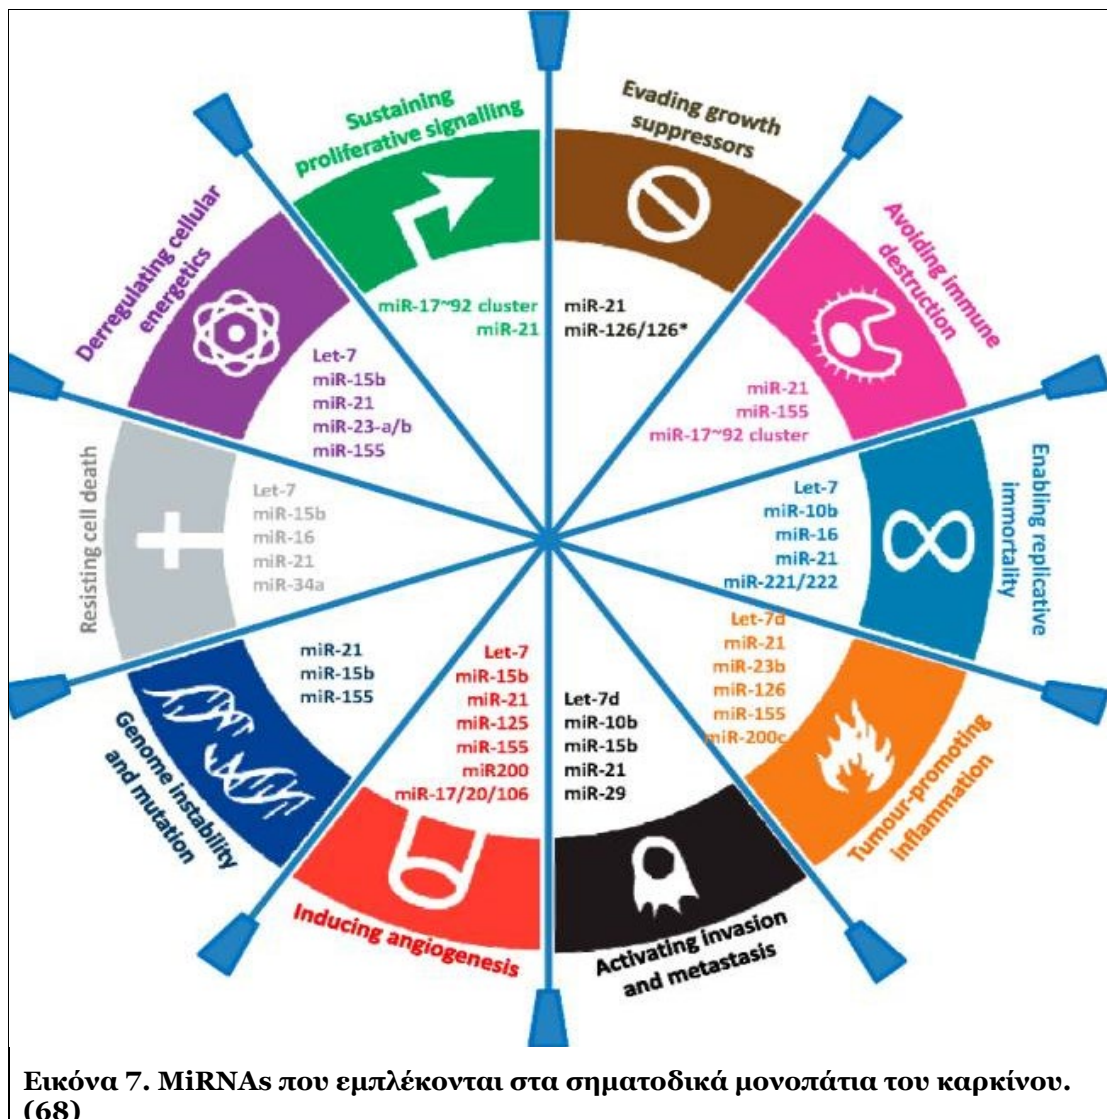 Sustaining
proliferative signalling
miR-17~92 cluster
miR-21
Evading growth
suppressors
miR-21
miR-126/126*
Avoiding immune
destruction
miR-21
miR-155
miR-17~92 cluster
Enabling replicative
immortality
Let-7
miR-10b
miR-16
miR-21
miR-221/222
Tumour-promoting
inflammation
Let-7d
miR-21
miR-23b
miR-126
miR-155
miR-200c
Activating invasion
and metastasis
Let-7d
miR-10b
miR-15b
miR-21
miR-29
Inducing angiogenesis
Let-7
miR-15b
miR-21
miR-125
miR-155
miR200
miR-17/20/106
Genome instability
and mutation
miR-21
miR-15b
miR-155
Resisting cell death
Let-7
miR-15b
miR-16
miR-21
miR-34a
Derregulating cellular
energetics
Let-7
miR-15b
miR-21
miR-23-a/b
miR-155
Εικόνα 7. MiRNAs που εμπλέκονται στα σηματοδικά μονοπάτια του καρκίνου.
(68)